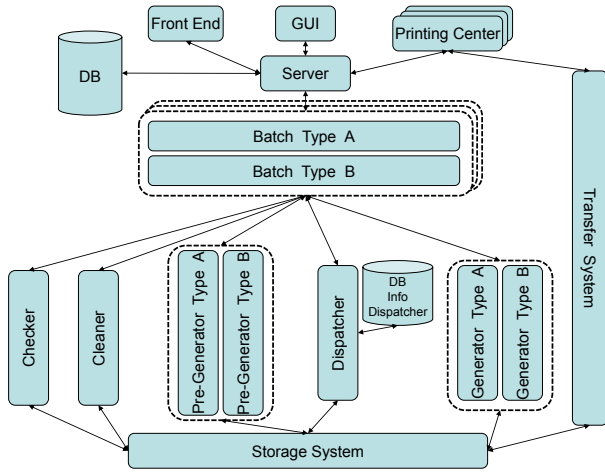 Front End
GUI
Printing Center
DB
Server
Batch Type A
Batch Type B
Transfer System
Checker
Cleaner
Pre-Generator Type A
Pre-Generator Type B
Dispatcher
DB
Info
Dispatcher
Generator Type A
Generator Type B
Storage System